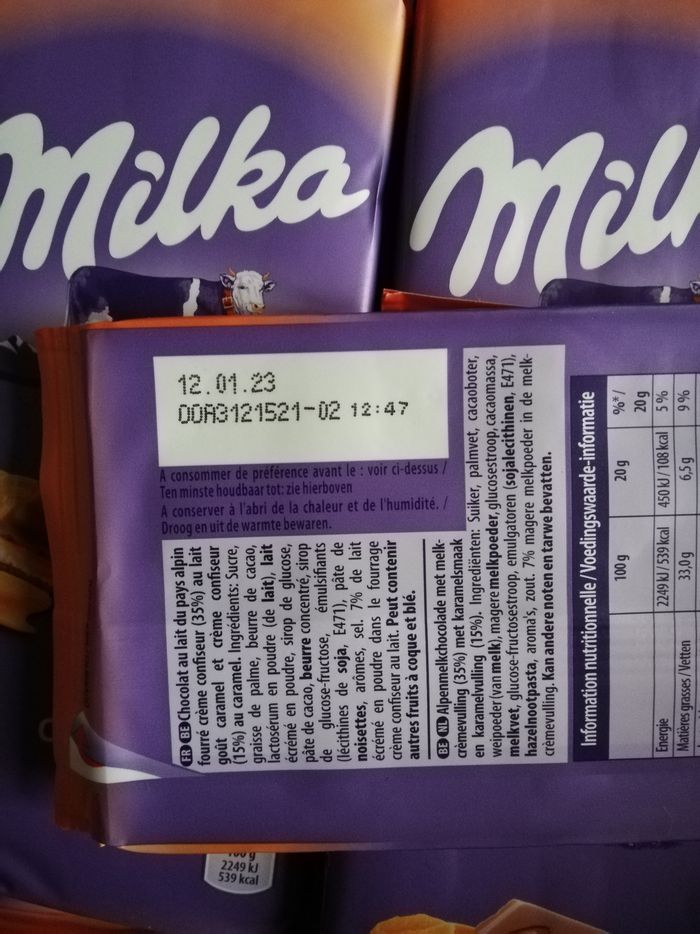 Milka
Mil
12.01.23
OOA3121521-02 12:47
A consommer de préférence avant le : voir ci-dessus /
Ten minste houdbaar tot: zie hierboven
A conserver à l'abri de la chaleur et de l'humidité. /
Droog en uit de warmte bewaren.
FR BE Chocolat au lait du pays alpin
fourré crème confiseur (35%) au lait
goût caramel et crème confiseur
(15%) au caramel. Ingrédients: Sucre,
graisse de palme, beurre de cacao,
lactosérum en poudre (de lait), lait
écrémé en poudre, sirop de glucose,
pâte de cacao, beurre concentré, sirop
de glucose-fructose, émulsifiants
(lécithines de soja, E471), pâte de
noisettes, arômes, sel. 7% de lait
écrémé en poudre dans le fourrage
crème confiseur au lait. Peut contenir
autres fruits à coque et blé.
BE NL Alpenmelkchocolade met melk-
crèmevulling (35%) met karamelsmaak
en karamelvulling (15%). Ingrediënten: Suiker, palmvet, cacaoboter,
weipoeder (van melk), magere melkpoeder, glucosestroop, cacaomassa,
melkvet, glucose-fructosestroop, emulgatoren (sojalecithinen, E471),
hazelnootpasta, aroma's, zout. 7% magere melkpoeder in de melk-
crèmevulling. Kan andere noten en tarwe bevatten.
Information nutritionnelle / Voedingswaarde-informatie
100 g 20 g %*/ 20 g
Energie 2249 kJ / 539 kcal 450 kJ / 108 kcal 5 %
Matières grasses / Vetten 33,0 g 6,5 g 9 %
100 g
2249 kJ
539 kcal